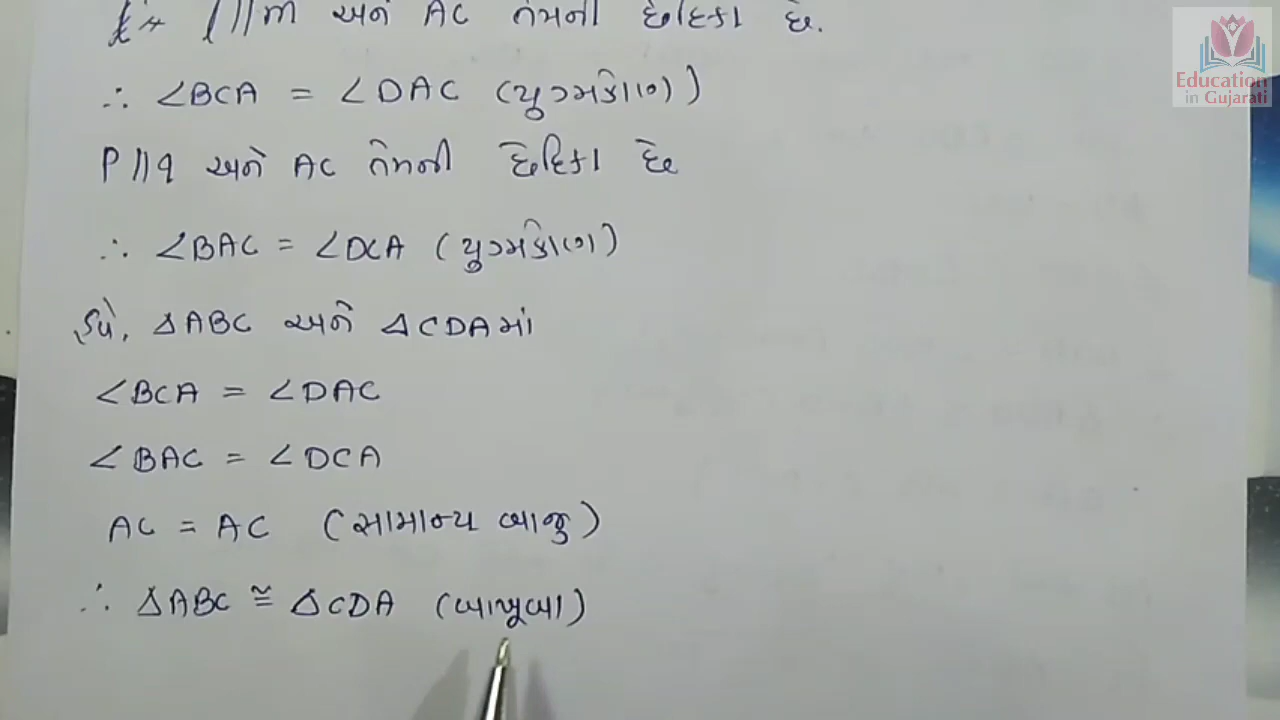 l || m અને AC તેમની છેદિકા છે.
∴ ∠BCA = ∠DAC (યુગ્મકોણ)
P || q અને AC તેમની છેદિકા છે
∴ ∠BAC = ∠DCA (યુગ્મકોણ)
હવે, ΔABC અને ΔCDAમાં
∠BCA = ∠DAC
∠BAC = ∠DCA
AC = AC (સામાન્ય બાજુ)
∴ ΔABC ≅ ΔCDA (ખૂબાખૂ)
Education
in Gujarati